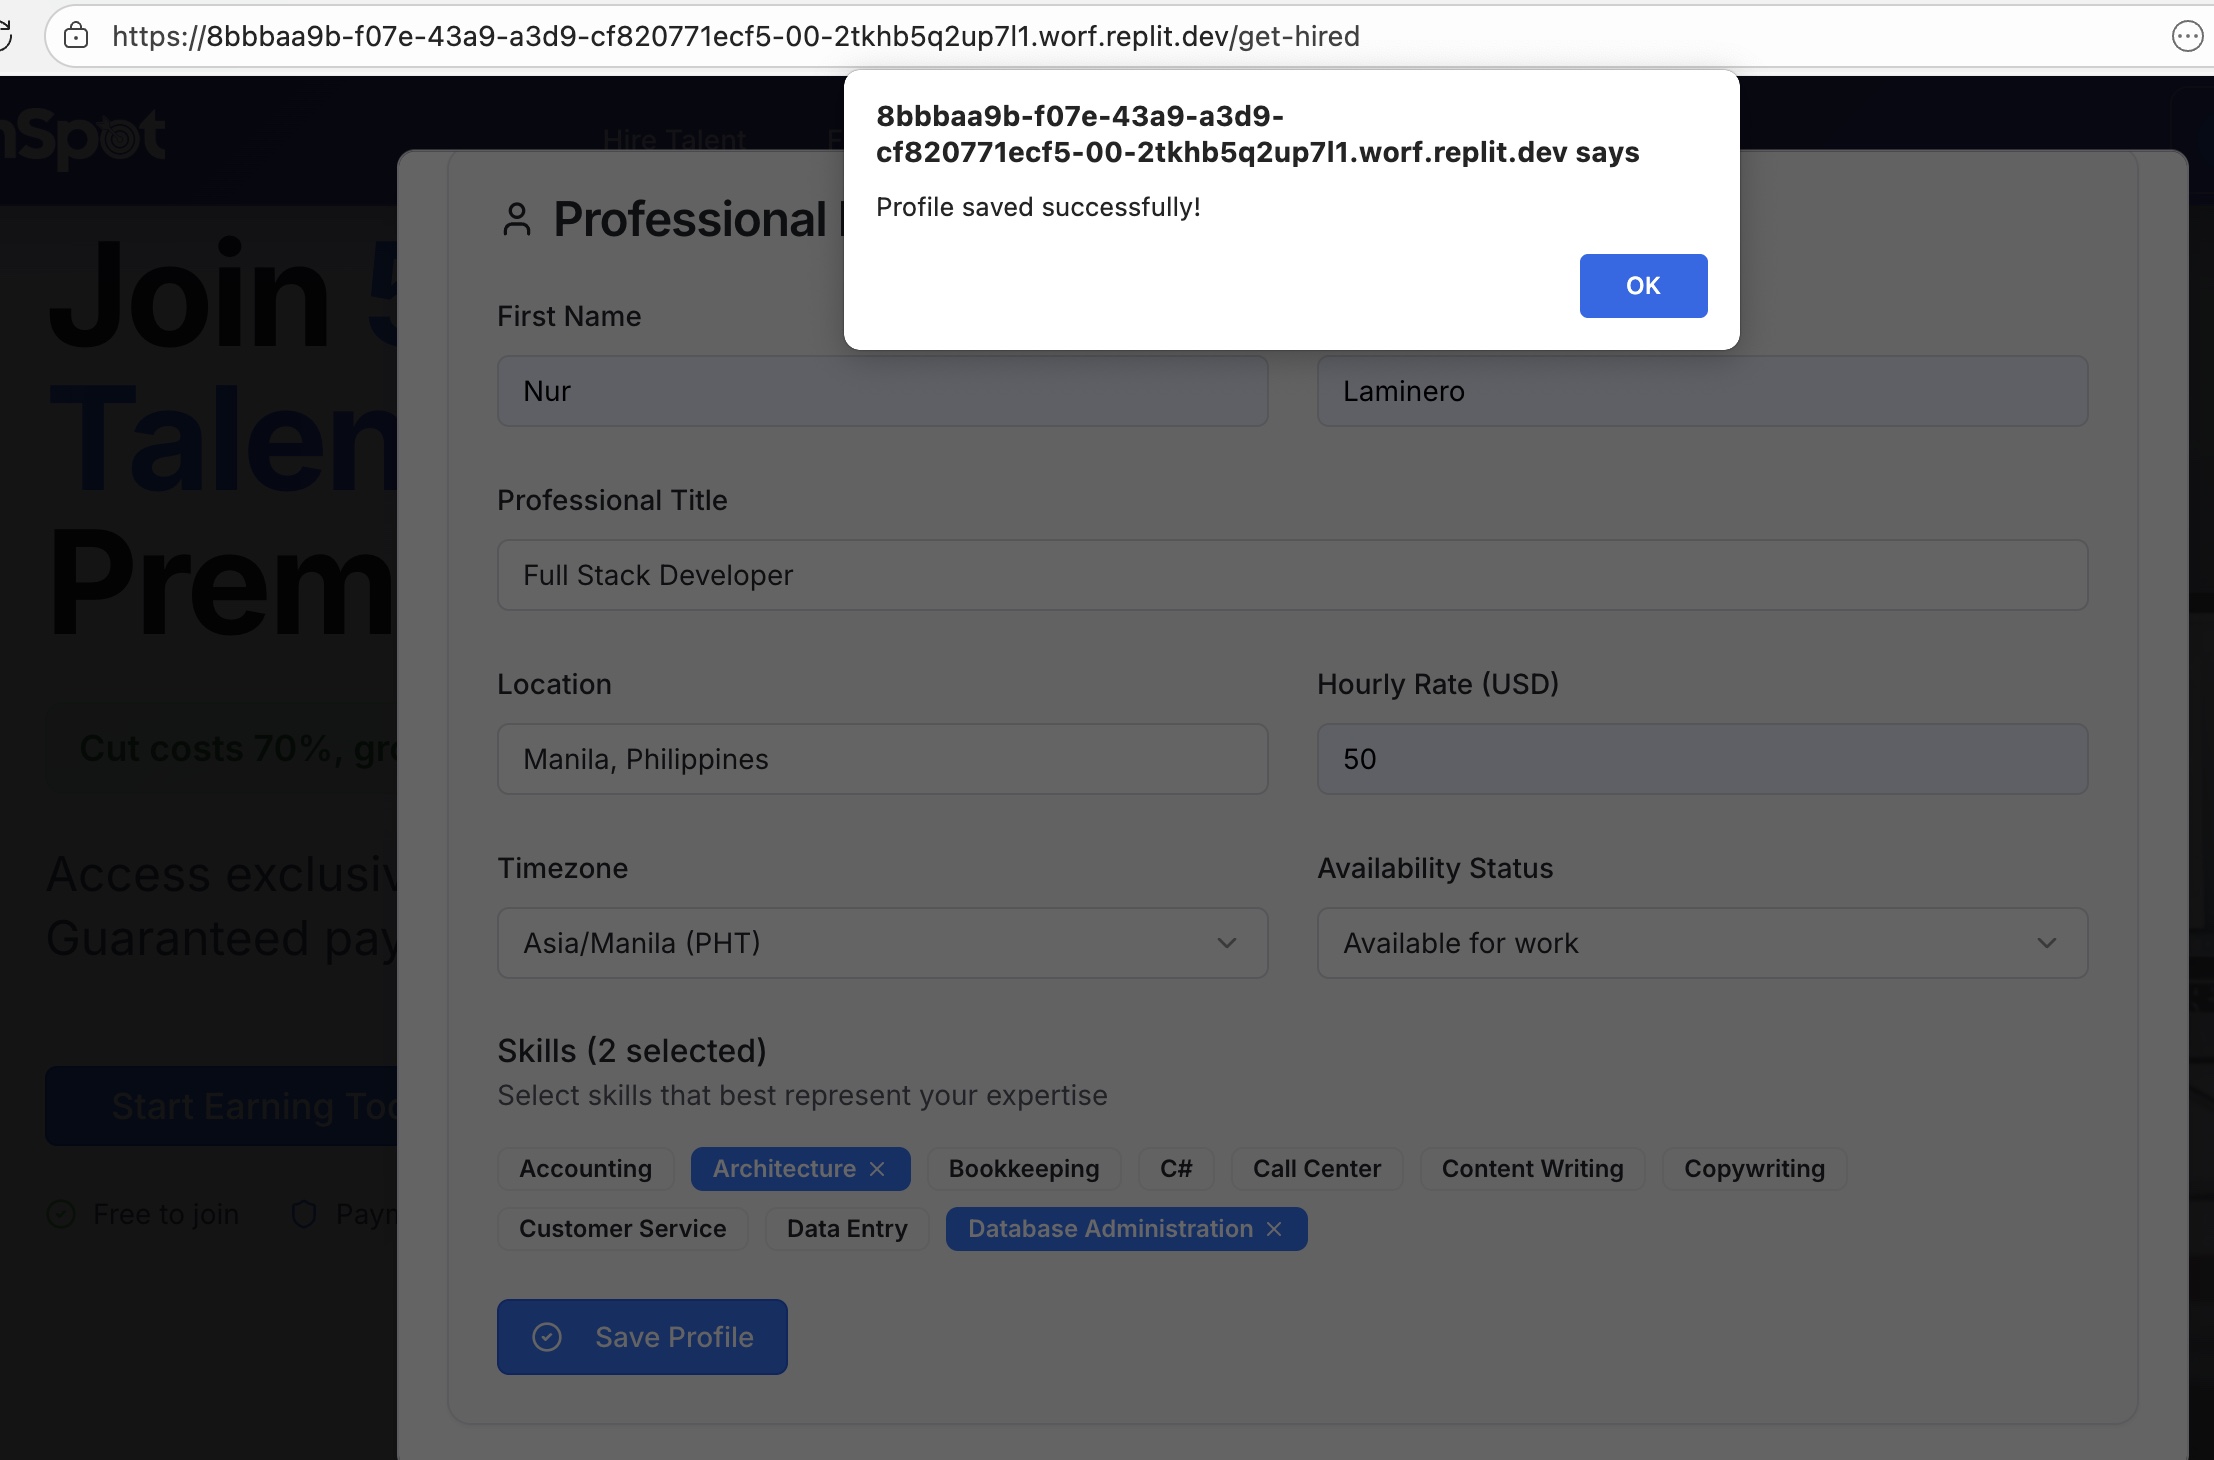 https://8bbbaa9b-f07e-43a9-a3d9-cf820771ecf5-00-2tkhb5q2up7l1.worf.replit.dev/get-hired
8bbbaa9b-f07e-43a9-a3d9-
cf820771ecf5-00-2tkhb5q2up7l1.worf.replit.dev says
Profile saved successfully!
OK
nSpot
Hire Talent
Join 5
Talen
Prem
Cut costs 70%, gro
Access exclusiv
Guaranteed pay
Start Earning Too
Free to join
Paym
Professional
First Name
Nur
Laminero
Professional Title
Full Stack Developer
Location
Hourly Rate (USD)
Manila, Philippines
50
Timezone
Availability Status
Asia/Manila (PHT)
Available for work
Skills (2 selected)
Select skills that best represent your expertise
Accounting Architecture × Bookkeeping C# Call Center Content Writing Copywriting
Customer Service Data Entry Database Administration ×
Save Profile